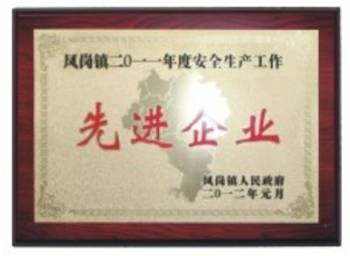 凤岗镇二〇一一年度安全生产工作
先进企业
凤岗镇人民政府
二〇一二年元月